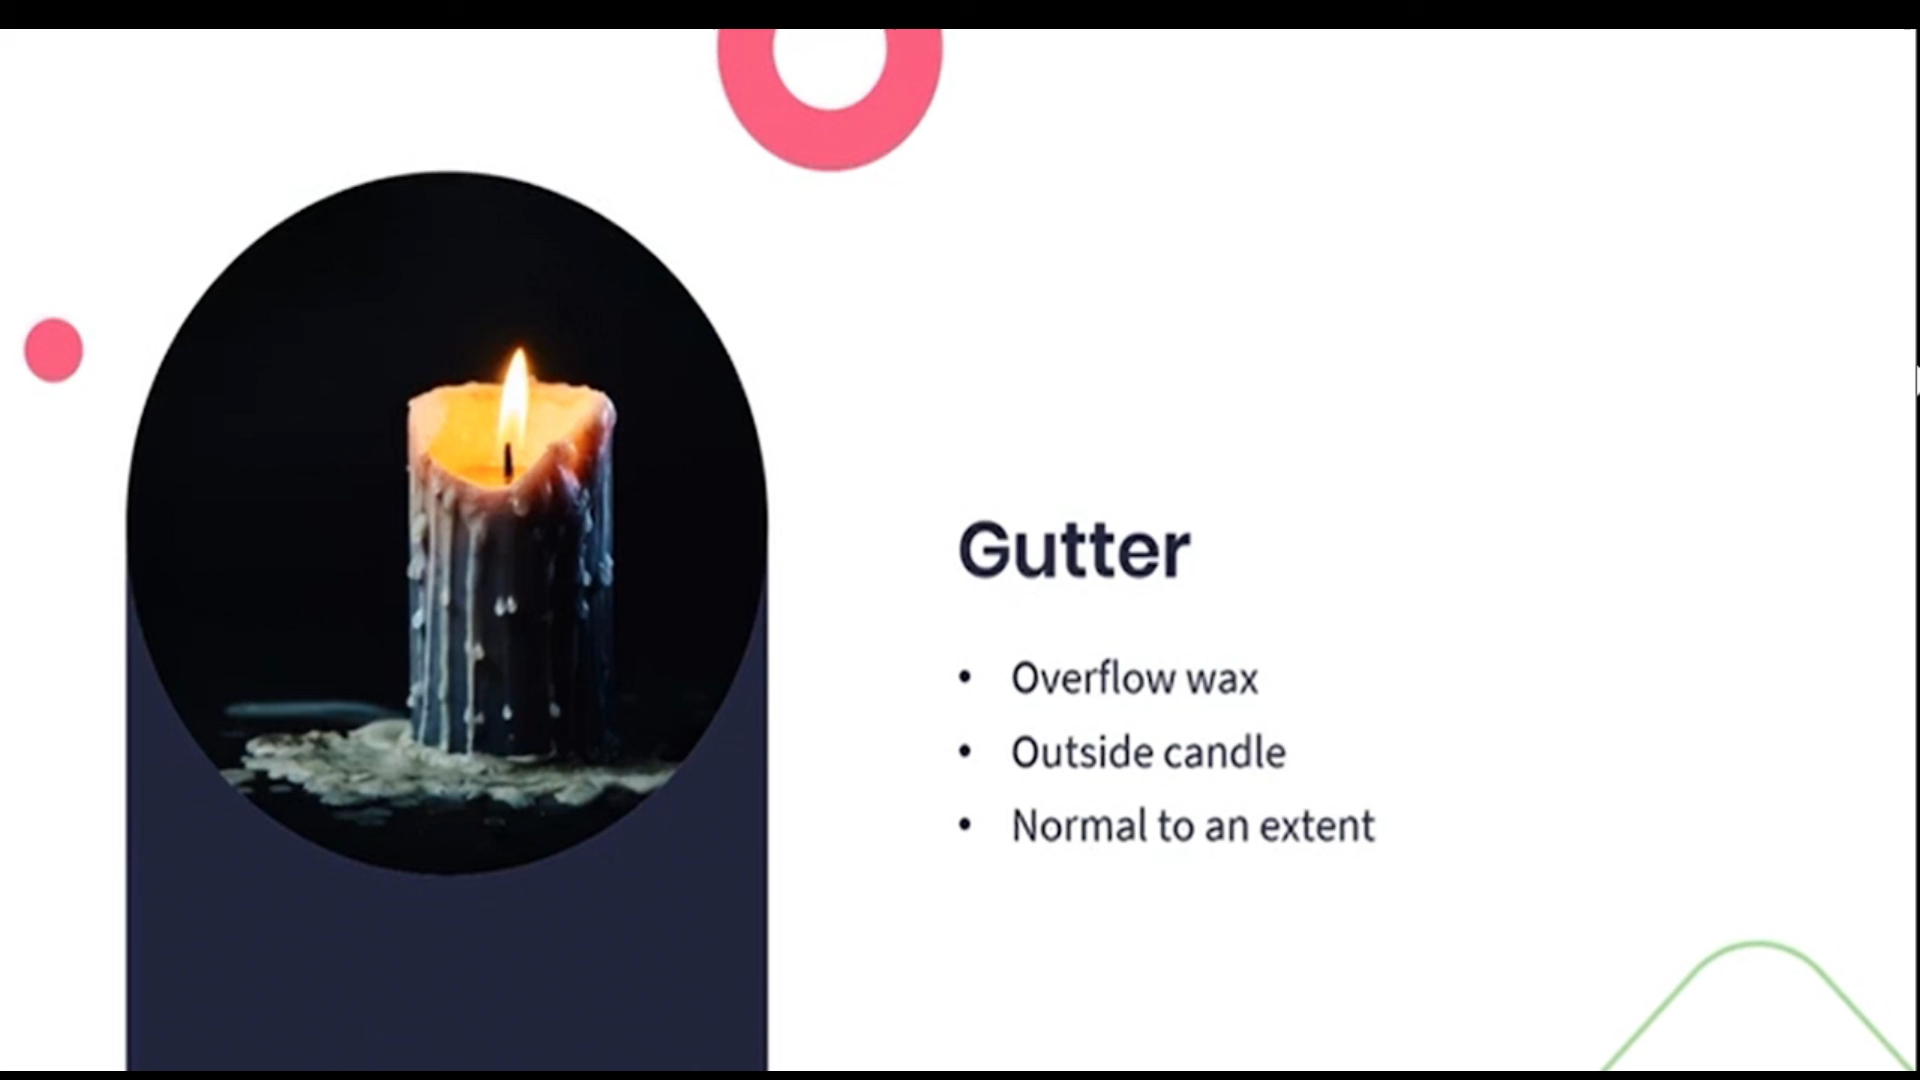 Gutter
• Overflow wax
• Outside candle
• Normal to an extent